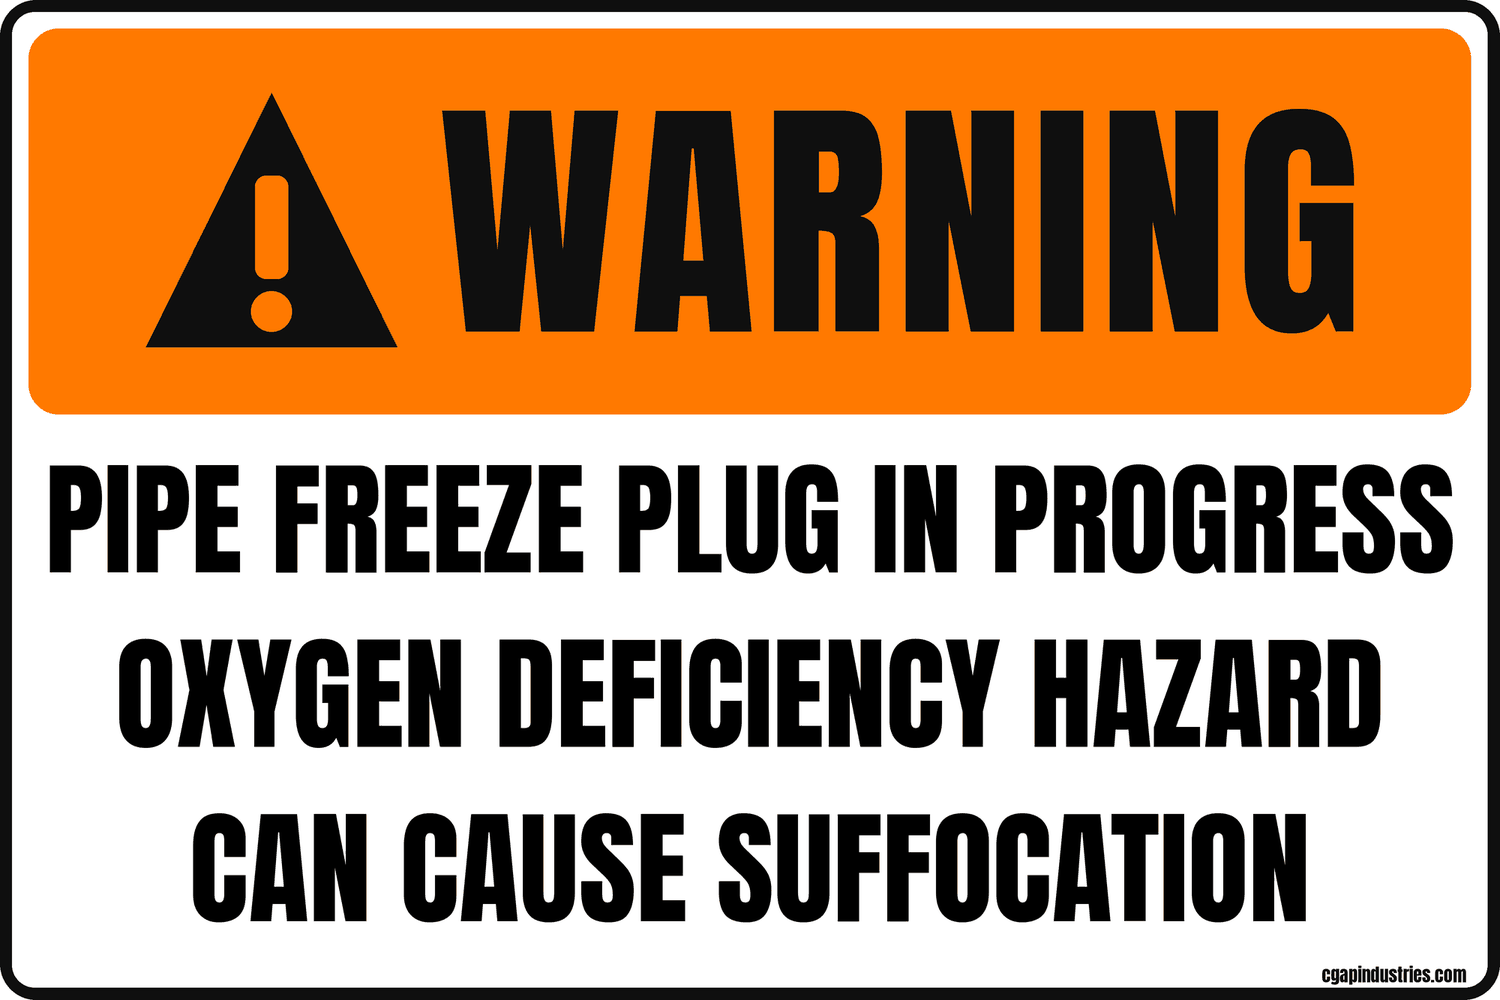 WARNING
PIPE FREEZE PLUG IN PROGRESS
OXYGEN DEFICIENCY HAZARD
CAN CAUSE SUFFOCATION
cgapindustries.com